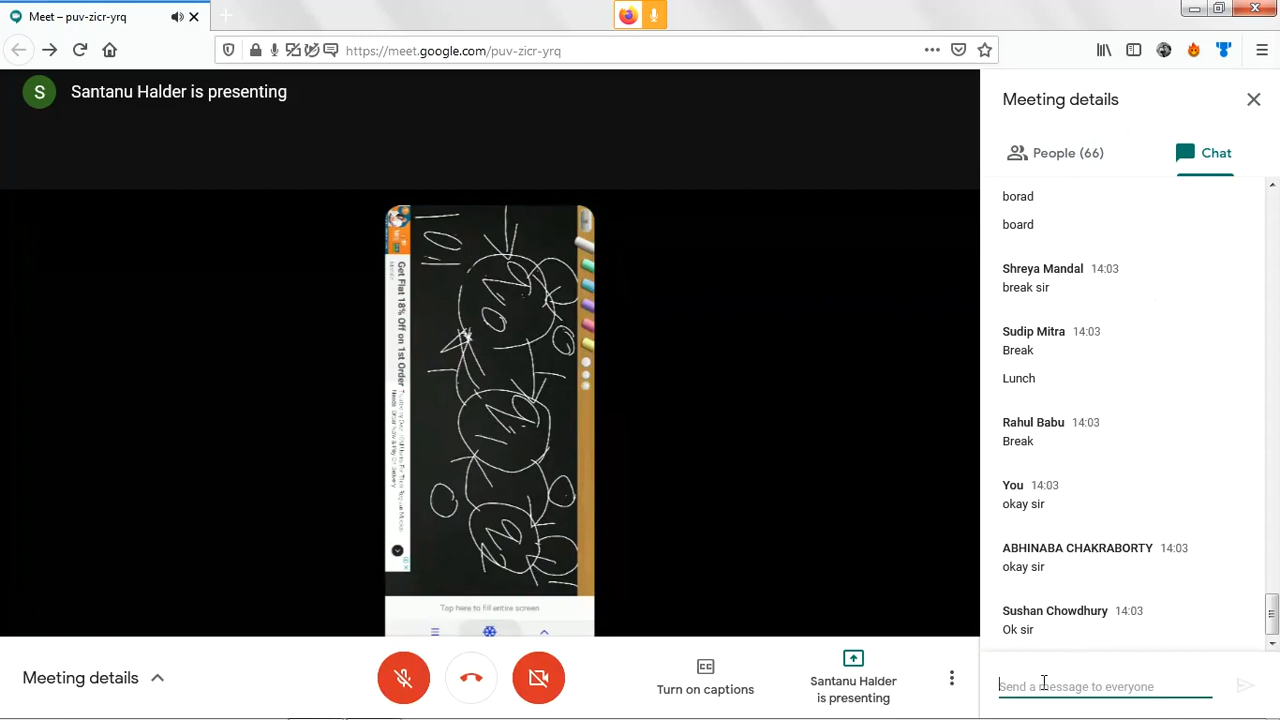 Meet – puv-zicr-yrq
https://meet.google.com/puv-zicr-yrq
S
Santanu Halder is presenting
Get Flat 18% Off on 1st Order
Tap here to fill entire screen
Meeting details
People (66)
Chat
borad
board
Shreya Mandal 14:03
break sir
Sudip Mitra 14:03
Break
Lunch
Rahul Babu 14:03
Break
You 14:03
okay sir
ABHINABA CHAKRABORTY 14:03
okay sir
Sushan Chowdhury 14:03
Ok sir
Send a message to everyone
Meeting details
CC
Turn on captions
Santanu Halder
is presenting